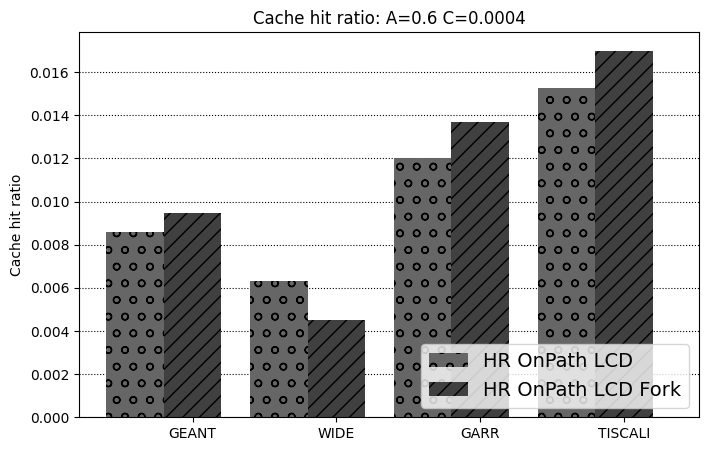 Cache hit ratio: A=0.6 C=0.0004
Cache hit ratio
0.016
0.014
0.012
0.010
0.008
0.006
0.004
0.002
0.000
HR OnPath LCD
HR OnPath LCD Fork
GEANT WIDE GARR TISCALI